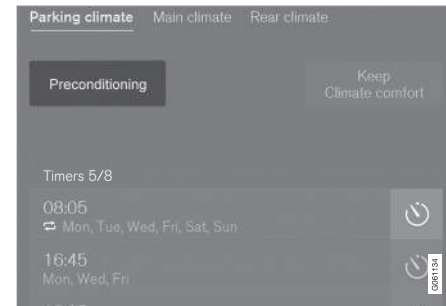 Parking climate Main climate Rear climate
Preconditioning
Keep
Climate comfort
Timers 5/8
08:05
Mon, Tue, Wed, Fri, Sat, Sun
16:45
Mon, Wed, Fri
G061134